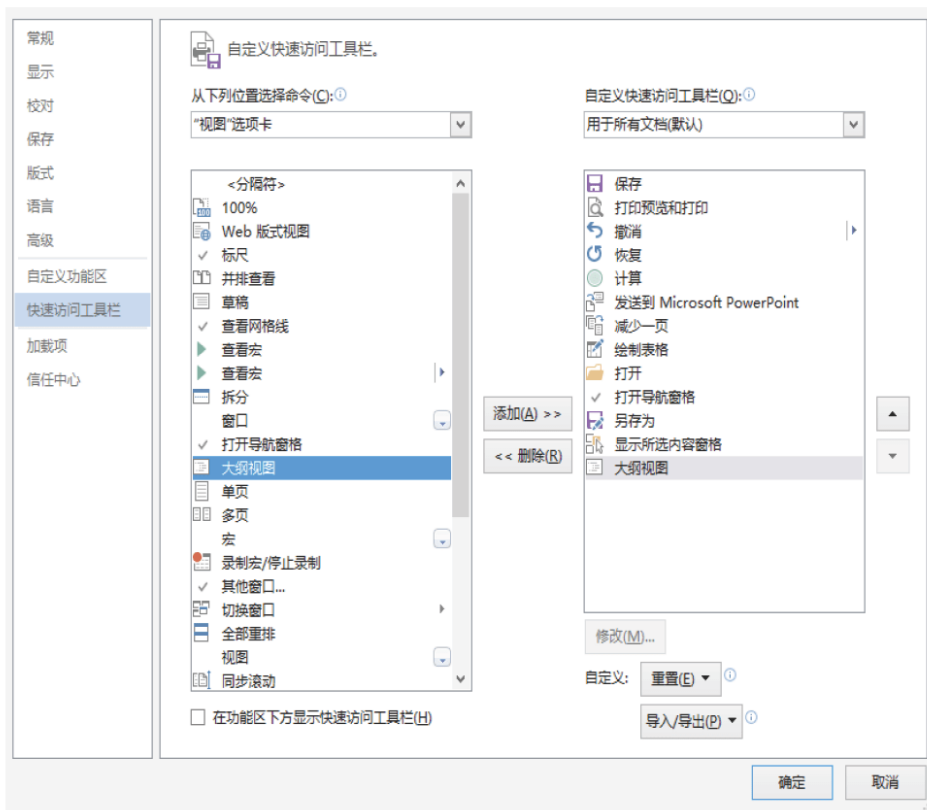 常规
显示
校对
保存
版式
语言
高级
自定义功能区
快速访问工具栏
加载项
信任中心
自定义快速访问工具栏。
从下列位置选择命令(C):
"视图"选项卡
<分隔符>
100%
Web 版式视图
标尺
并排查看
草稿
查看网格线
查看宏
查看宏
拆分
窗口
打开导航窗格
大纲视图
单页
多页
宏
录制宏/停止录制
其他窗口...
切换窗口
全部重排
视图
同步滚动
在功能区下方显示快速访问工具栏(H)
添加(A) >>
<< 删除(R)
自定义快速访问工具栏(Q):
用于所有文档(默认)
保存
打印预览和打印
撤消
恢复
计算
发送到 Microsoft PowerPoint
减少一页
绘制表格
打开
打开导航窗格
另存为
显示所选内容窗格
大纲视图
修改(M)...
自定义: 重置(E)
导入/导出(P)
确定 取消